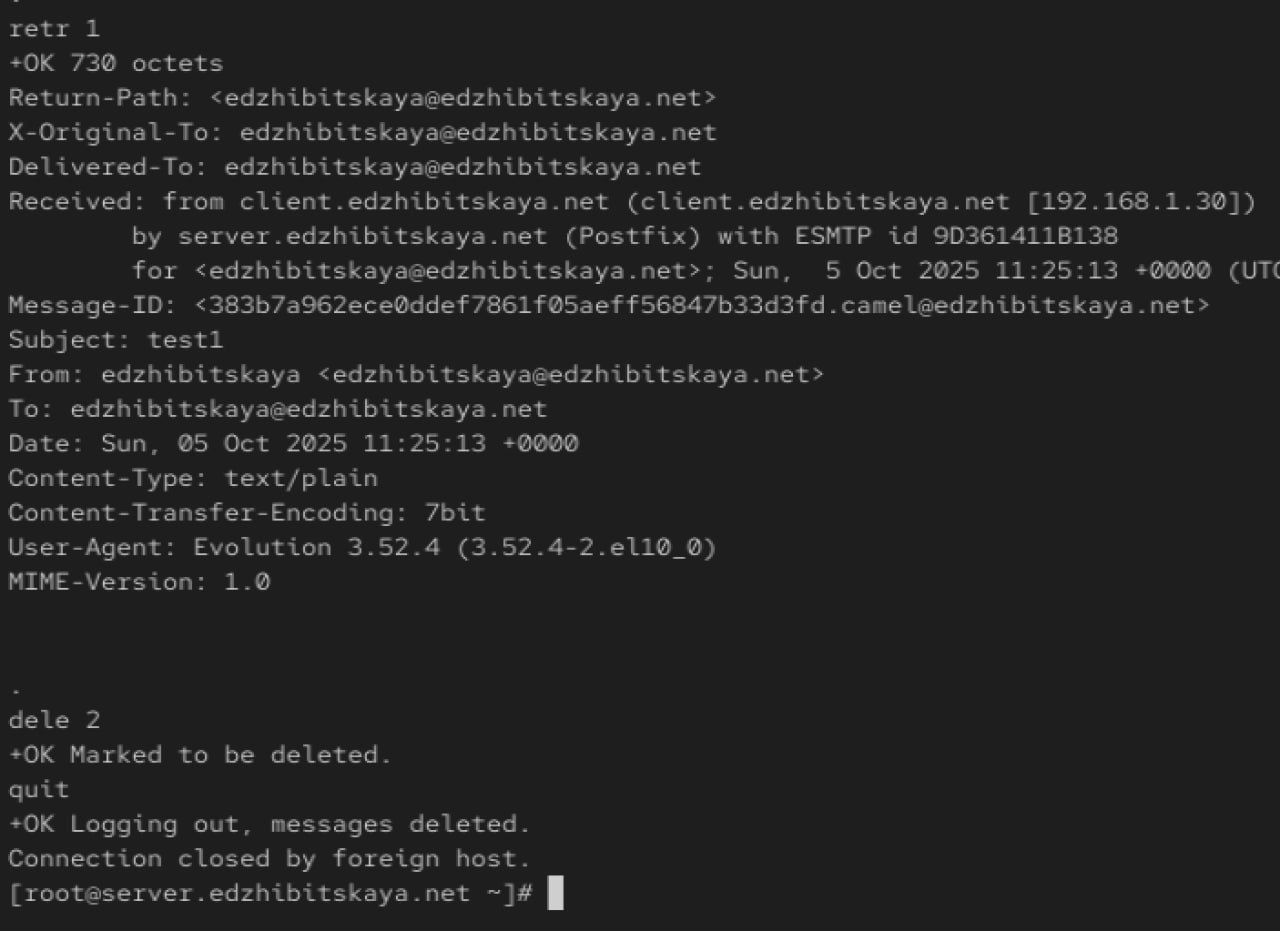 retr 1
+OK 730 octets
Return-Path: <edzhibitskaya@edzhibitskaya.net>
X-Original-To: edzhibitskaya@edzhibitskaya.net
Delivered-To: edzhibitskaya@edzhibitskaya.net
Received: from client.edzhibitskaya.net (client.edzhibitskaya.net [192.168.1.30])
        by server.edzhibitskaya.net (Postfix) with ESMTP id 9D361411B138
        for <edzhibitskaya@edzhibitskaya.net>; Sun,  5 Oct 2025 11:25:13 +0000 (UTC
Message-ID: <383b7a962ece0ddef7861f05aeff56847b33d3fd.camel@edzhibitskaya.net>
Subject: test1
From: edzhibitskaya <edzhibitskaya@edzhibitskaya.net>
To: edzhibitskaya@edzhibitskaya.net
Date: Sun, 05 Oct 2025 11:25:13 +0000
Content-Type: text/plain
Content-Transfer-Encoding: 7bit
User-Agent: Evolution 3.52.4 (3.52.4-2.el10_0)
MIME-Version: 1.0
.
dele 2
+OK Marked to be deleted.
quit
+OK Logging out, messages deleted.
Connection closed by foreign host.
[root@server.edzhibitskaya.net ~]#